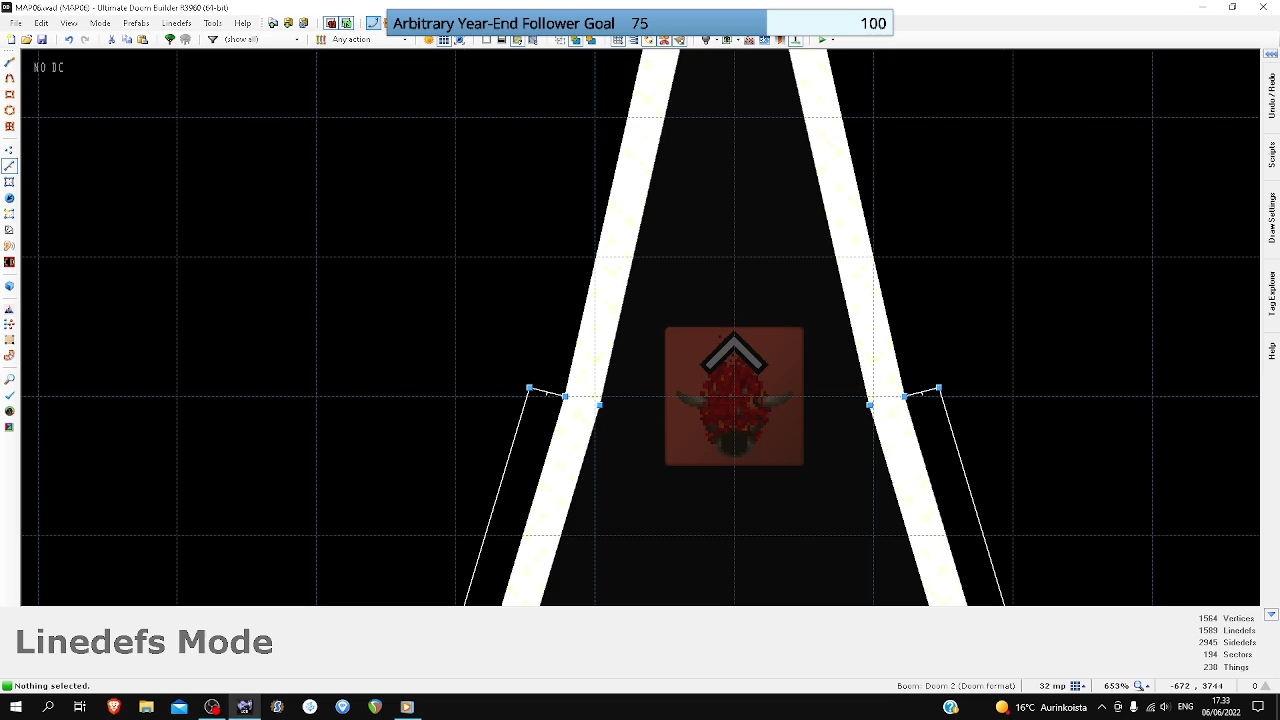 MAP06.wad (MAP06) - Ultimate Doom Builder R3960 (64-bit)
Arbitrary Year-End Follower Goal 75 100
File Edit View Mode Prefabs Linedefs Tools Help
(show all) Any action
NO DC
Undo / Redo
Scripts
Draw Settings
Tag Explorer
Help
Linedefs Mode
1564 Vertices
1589 Linedefs
2945 Sidedefs
194 Sectors
230 Things
Nothing selected.
Boom: Doom 2 (Doom format) 32 mp 653% -672 , 3744 0
16°C Aurinkoista ENG 17.33
06/08/2022